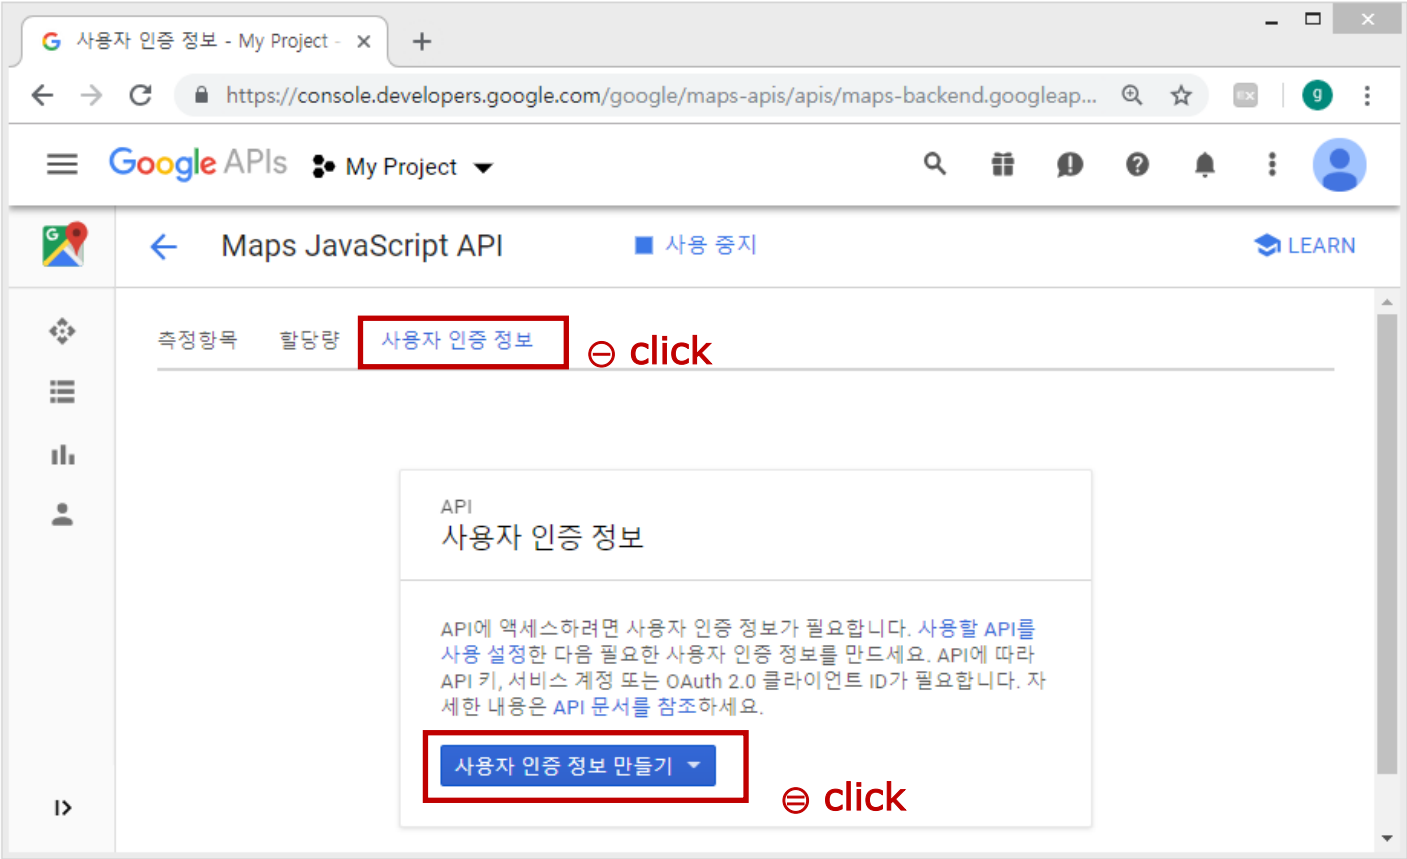 사용자 인증 정보 - My Project -
https://console.developers.google.com/google/maps-apis/apis/maps-backend.googleap...
g
Google APIs My Project
G Maps JavaScript API 사용 중지 LEARN
측정항목 할당량 사용자 인증 정보 ㊀ click
API
사용자 인증 정보
API에 액세스하려면 사용자 인증 정보가 필요합니다. 사용할 API를
사용 설정한 다음 필요한 사용자 인증 정보를 만드세요. API에 따라
API 키, 서비스 계정 또는 OAuth 2.0 클라이언트 ID가 필요합니다. 자
세한 내용은 API 문서를 참조하세요.
사용자 인증 정보 만들기
㊁ click